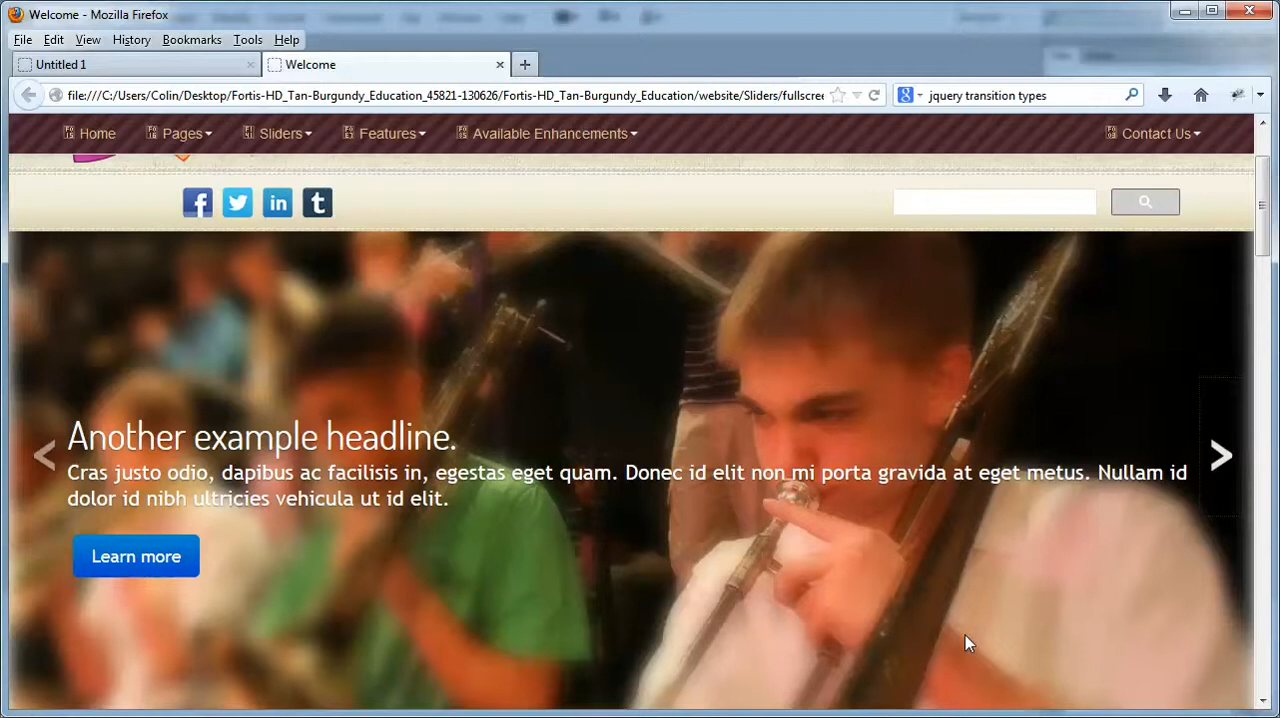 Welcome - Mozilla Firefox
File Edit View History Bookmarks Tools Help
Untitled 1
Welcome
file:///C:/Users/Colin/Desktop/Fortis-HD_Tan-Burgundy_Education_45821-130626/Fortis-HD_Tan-Burgundy_Education/website/Sliders/fullscree
jquery transition types
Home Pages Sliders Features Available Enhancements Contact Us
Another example headline.
Cras justo odio, dapibus ac facilisis in, egestas eget quam. Donec id elit non mi porta gravida at eget metus. Nullam id
dolor id nibh ultricies vehicula ut id elit.
Learn more